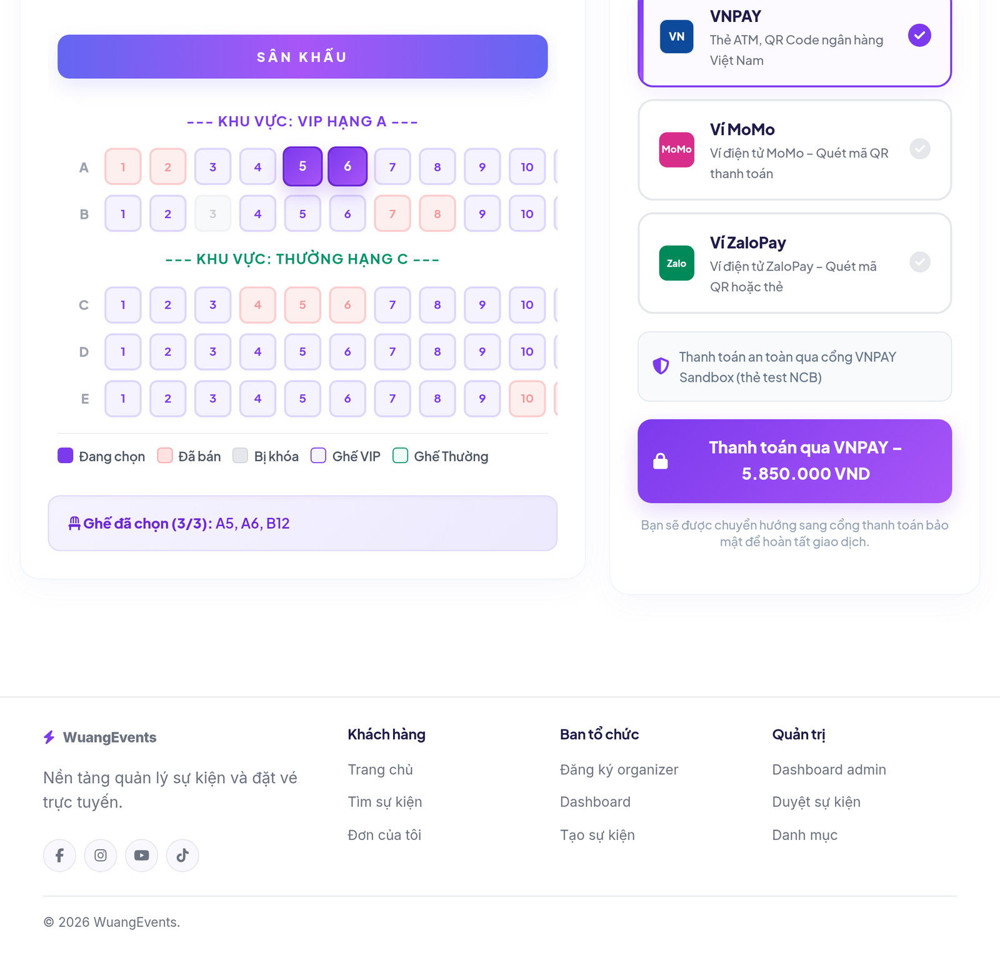 SÂN KHẤU
--- KHU VỰC: VIP HẠNG A ---
A 1 2 3 4 5 6 7 8 9 10
B 1 2 3 4 5 6 7 8 9 10
--- KHU VỰC: THƯỜNG HẠNG C ---
C 1 2 3 4 5 6 7 8 9 10
D 1 2 3 4 5 6 7 8 9 10
E 1 2 3 4 5 6 7 8 9 10
Đang chọn Đã bán Bị khóa Ghế VIP Ghế Thường
Ghế đã chọn (3/3): A5, A6, B12
VN
VNPAY
Thẻ ATM, QR Code ngân hàng
Việt Nam
MoMo
Ví MoMo
Ví điện tử MoMo – Quét mã QR
thanh toán
Zalo
Ví ZaloPay
Ví điện tử ZaloPay – Quét mã
QR hoặc thẻ
Thanh toán an toàn qua cổng VNPAY
Sandbox (thẻ test NCB)
Thanh toán qua VNPAY –
5.850.000 VND
Bạn sẽ được chuyển hướng sang cổng thanh toán bảo
mật để hoàn tất giao dịch.
WuangEvents
Nền tảng quản lý sự kiện và đặt vé
trực tuyến.
Khách hàng
Trang chủ
Tìm sự kiện
Đơn của tôi
Ban tổ chức
Đăng ký organizer
Dashboard
Tạo sự kiện
Quản trị
Dashboard admin
Duyệt sự kiện
Danh mục
© 2026 WuangEvents.